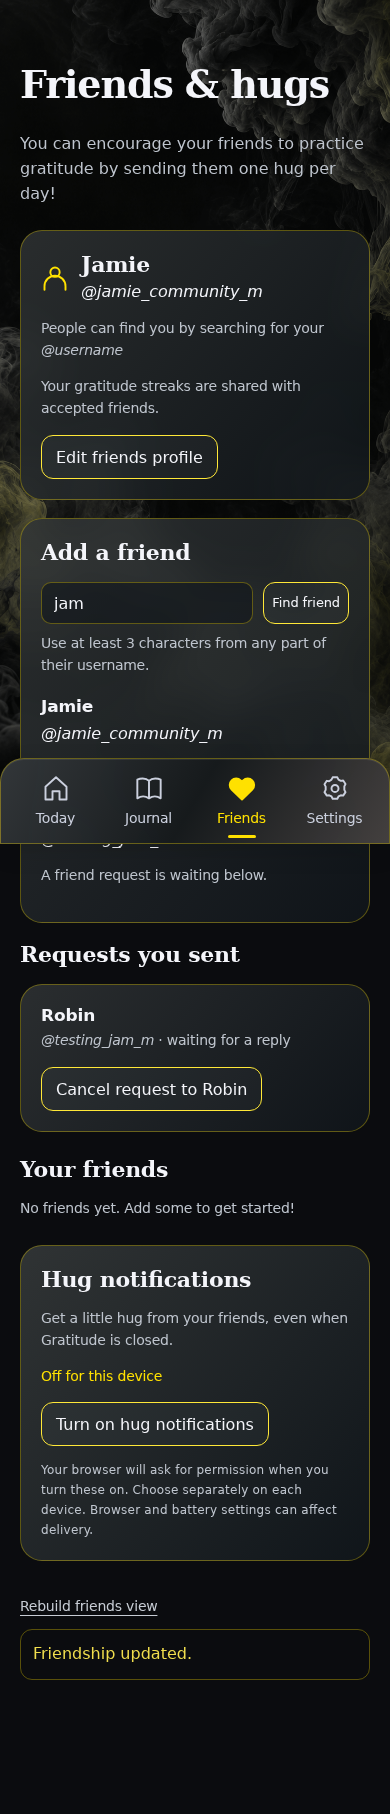 Friends & hugs
You can encourage your friends to practice
gratitude by sending them one hug per
day!
Jamie
@jamie_community_m
People can find you by searching for your
@username
Your gratitude streaks are shared with
accepted friends.
Edit friends profile
Add a friend
jam
Find friend
Use at least 3 characters from any part of
their username.
Jamie
@jamie_community_m
Today
Journal
Friends
Settings
A friend request is waiting below.
Requests you sent
Robin
@testing_jam_m · waiting for a reply
Cancel request to Robin
Your friends
No friends yet. Add some to get started!
Hug notifications
Get a little hug from your friends, even when
Gratitude is closed.
Off for this device
Turn on hug notifications
Your browser will ask for permission when you
turn these on. Choose separately on each
device. Browser and battery settings can affect
delivery.
Rebuild friends view
Friendship updated.